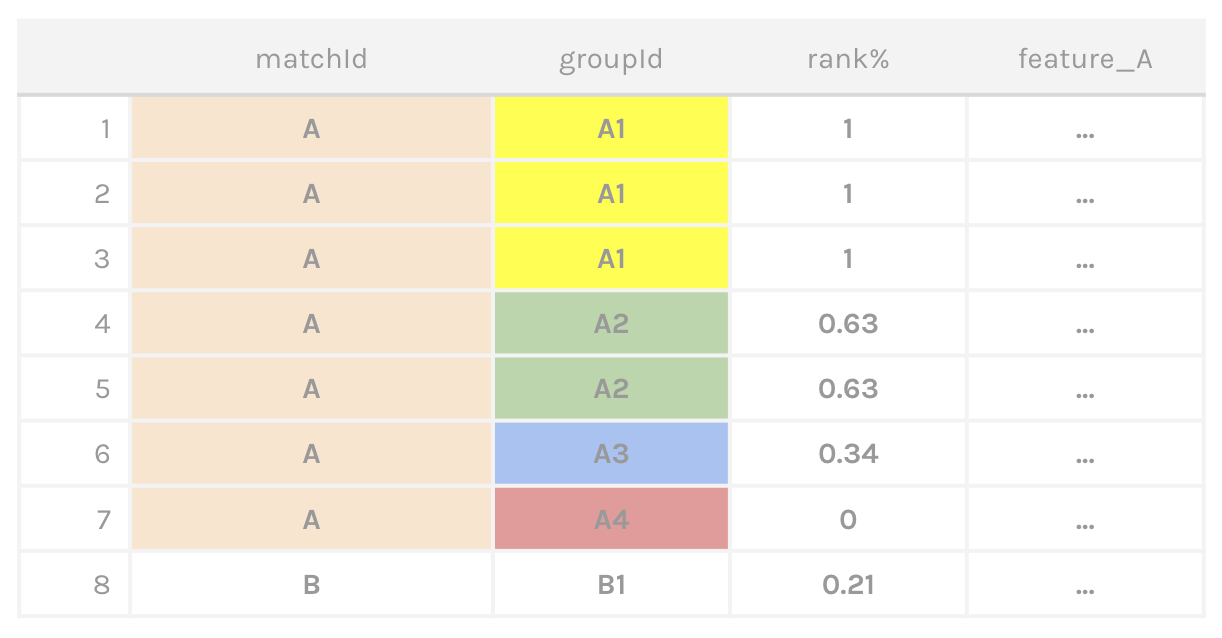 matchId groupId rank% feature_A
1 A A1 1 ...
2 A A1 1 ...
3 A A1 1 ...
4 A A2 0.63 ...
5 A A2 0.63 ...
6 A A3 0.34 ...
7 A A4 0 ...
8 B B1 0.21 ...